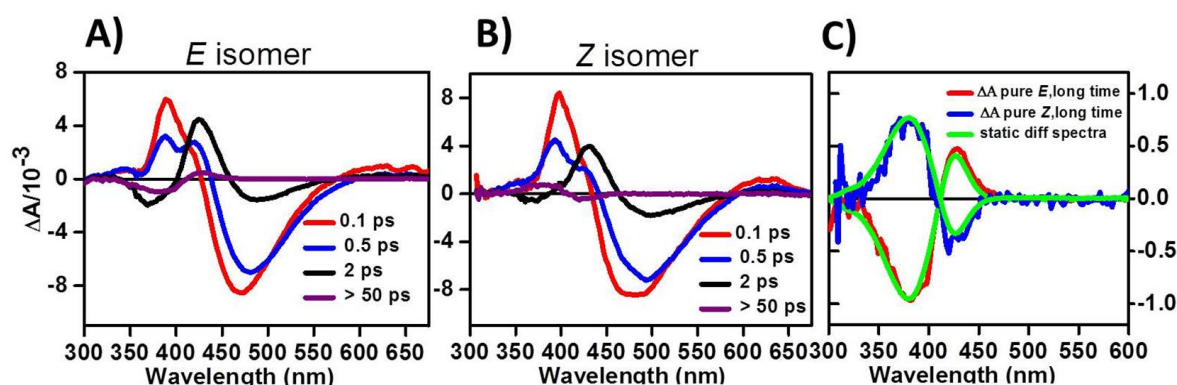 A)
E isomer
8
4
0
-4
-8
ΔA/10⁻³
0.1 ps
0.5 ps
2 ps
> 50 ps
300 350 400 450 500 550 600 650
Wavelength (nm)
B)
Z isomer
8
4
0
-4
-8
0.1 ps
0.5 ps
2 ps
> 50 ps
300 350 400 450 500 550 600 650
Wavelength (nm)
C)
ΔA pure E,long time
ΔA pure Z,long time
static diff spectra
1.0
0.5
0.0
-0.5
-1.0
300 350 400 450 500 550 600
Wavelength (nm)